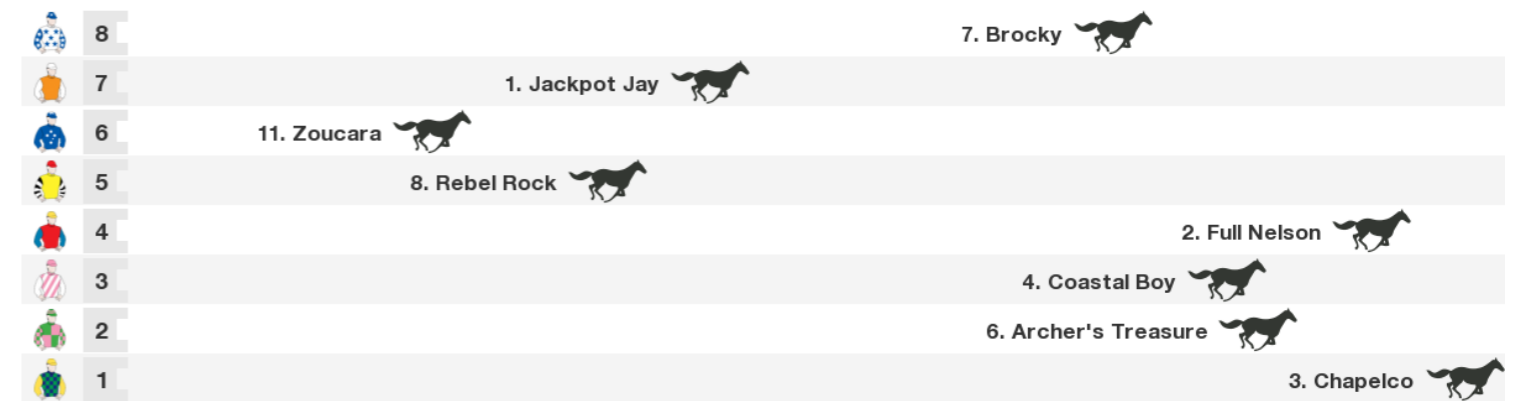 8 7. Brocky
7 1. Jackpot Jay
6 11. Zoucara
5 8. Rebel Rock
4 2. Full Nelson
3 4. Coastal Boy
2 6. Archer's Treasure
1 3. Chapelco